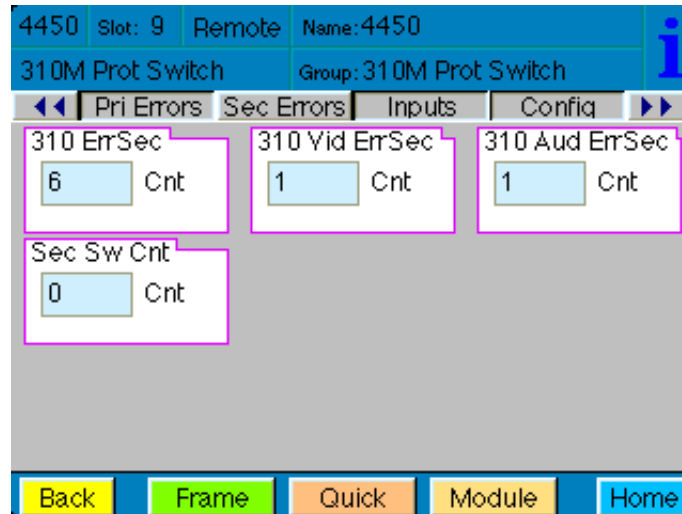 4450 Slot: 9 Remote Name:4450
310M Prot Switch Group:310M Prot Switch
i
Pri Errors Sec Errors Inputs Config
310 ErrSec 310 Vid ErrSec 310 Aud ErrSec
6 Cnt 1 Cnt 1 Cnt
Sec Sw Cnt
0 Cnt
Back Frame Quick Module Home